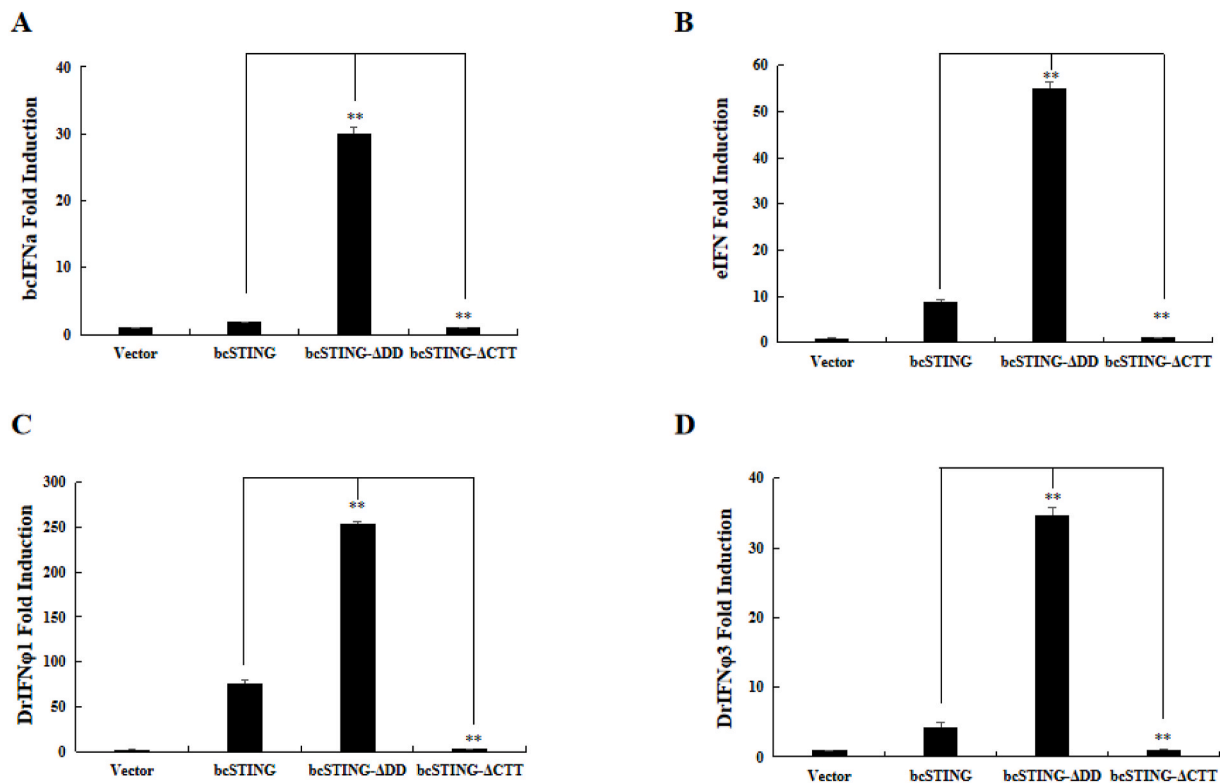 A
bcIFNa Fold Induction
40
30
20
10
0
**
**
Vector bcSTING bcSTING-ΔDD bcSTING-ΔCTT
B
eIFN Fold Induction
60
50
40
30
20
10
0
**
**
Vector bcSTING bcSTING-ΔDD bcSTING-ΔCTT
C
DrIFNφ1 Fold Induction
300
250
200
150
100
50
0
**
**
Vector bcSTING bcSTING-ΔDD bcSTING-ΔCTT
D
DrIFNφ3 Fold Induction
40
30
20
10
0
**
**
Vector bcSTING bcSTING-ΔDD bcSTING-ΔCTT